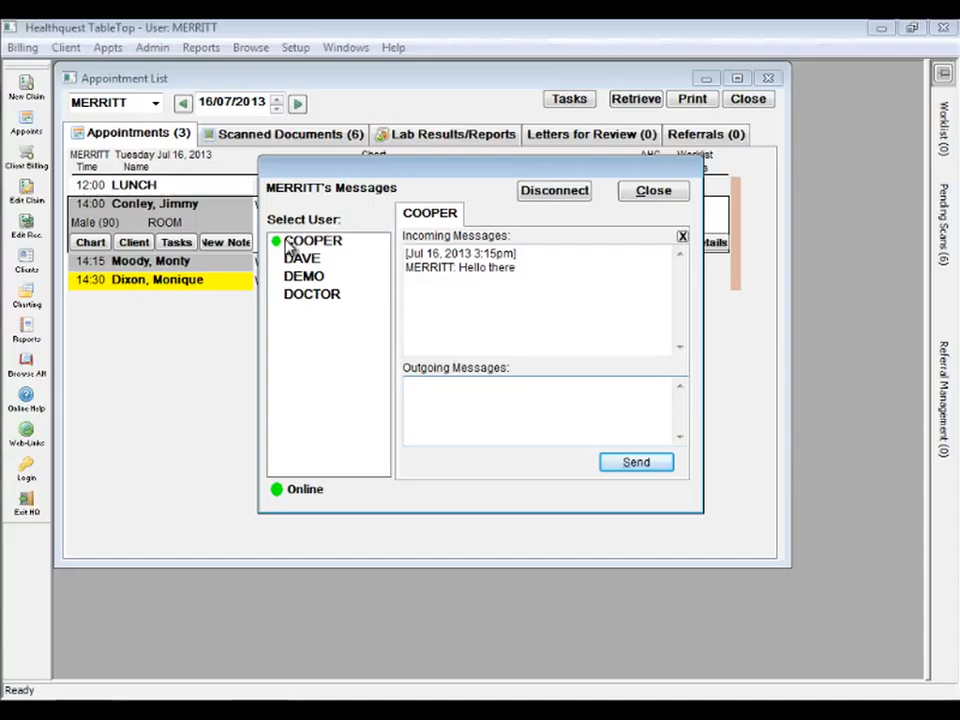 Healthquest TableTop - User: MERRITT
Billing Client Appts Admin Reports Browse Setup Windows Help
New Claim
Appoints
Client Billing
Edit Claim
Edit Rec.
Clients
Charting
Reports
Browse All
Online Help
Web-Links
Login
Exit HQ
Appointment List
MERRITT 16/07/2013 Tasks Retrieve Print Close
Appointments (3) Scanned Documents (6) Lab Results/Reports Letters for Review (0) Referrals (0)
MERRITT Tuesday Jul 16, 2013
Time Name
12:00 LUNCH
14:00 Conley, Jimmy
Male (90) ROOM
Chart Client Tasks New Note
14:15 Moody, Monty
14:30 Dixon, Monique
MERRITT's Messages
Disconnect Close
Select User:
COOPER
DAVE
DEMO
DOCTOR
Online
COOPER
Incoming Messages: X
[Jul 16, 2013 3:15pm]
MERRITT: Hello there
Outgoing Messages:
Send
Worklist (0)
Pending Scans (6)
Referral Management (0)
Ready